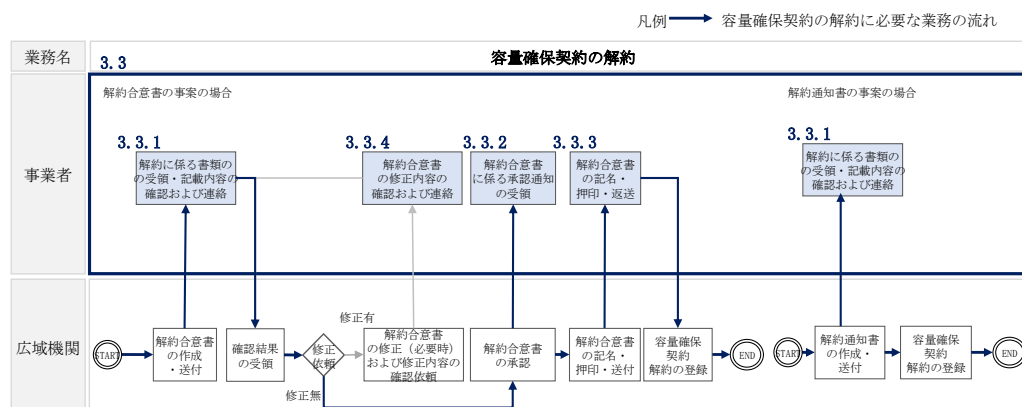 凡例 容量確保契約の解約に必要な業務の流れ
業務名
3.3
容量確保契約の解約
事業者
解約合意書の事案の場合
解約通知書の事案の場合
3.3.1
解約に係る書類の
の受領・記載内容の
確認および連絡
3.3.4
解約合意書
の修正内容の
確認および連絡
3.3.2
解約合意書
に係る承認通知
の受領
3.3.3
解約合意書
の記名・
押印・返送
3.3.1
解約に係る書類の
の受領・記載内容の
確認および連絡
広域機関
START
解約合意書
の作成
・送付
確認結果
の受領
修正
依頼
修正有
修正無
解約合意書
の修正（必要時）
および修正内容の
確認依頼
解約合意書
の承認
解約合意書
の記名・
押印・送付
容量確保
契約
解約の登録
END
START
解約通知書
の作成・
送付
容量確保
契約
解約の登録
END